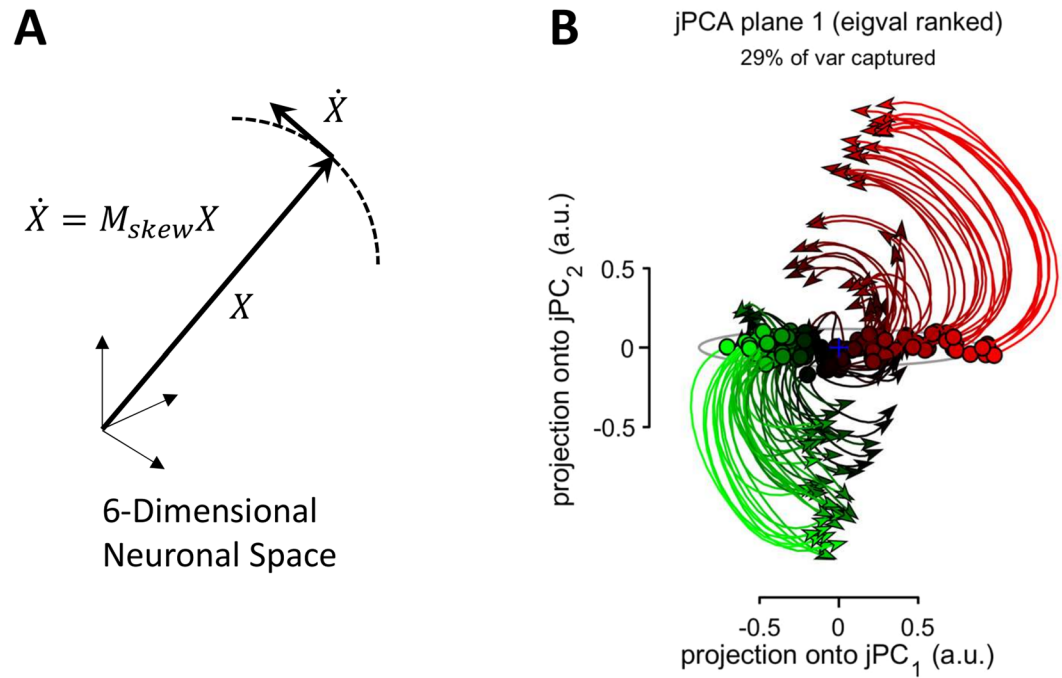 A
Ẋ
Ẋ = M_skew X
X
6-Dimensional
Neuronal Space
B
jPCA plane 1 (eigval ranked)
29% of var captured
projection onto jPC₂ (a.u.)
0.5
0
-0.5
-0.5 0 0.5
projection onto jPC₁ (a.u.)